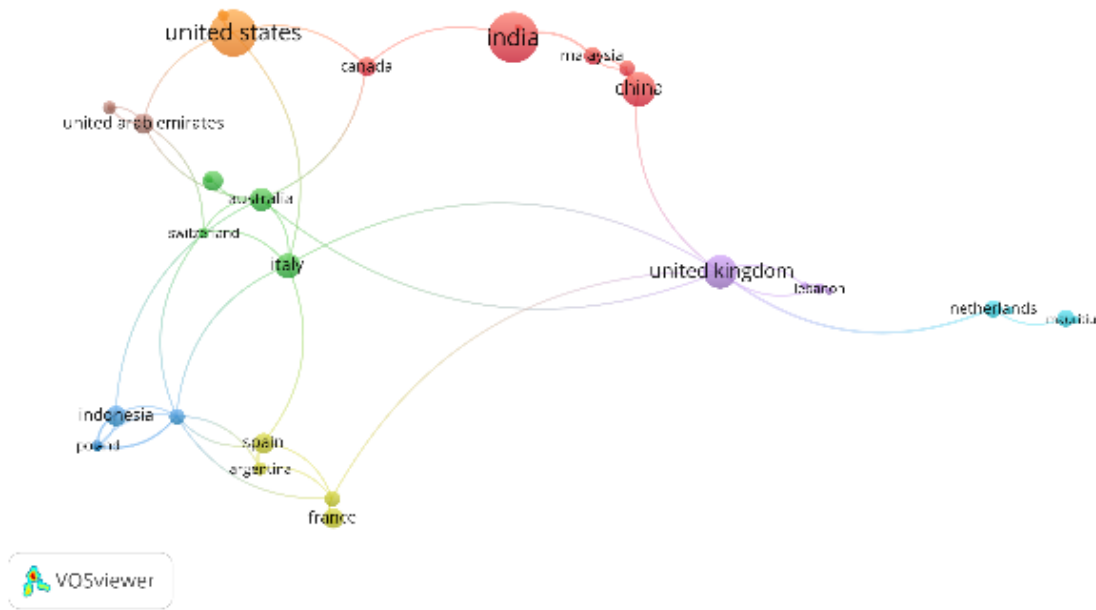 united states
india
canada
malaysia
china
united arab emirates
australia
switzerland
italy
united kingdom
lebanon
netherlands
mauritiu
indonesia
poland
spain
argentina
france
VOSviewer